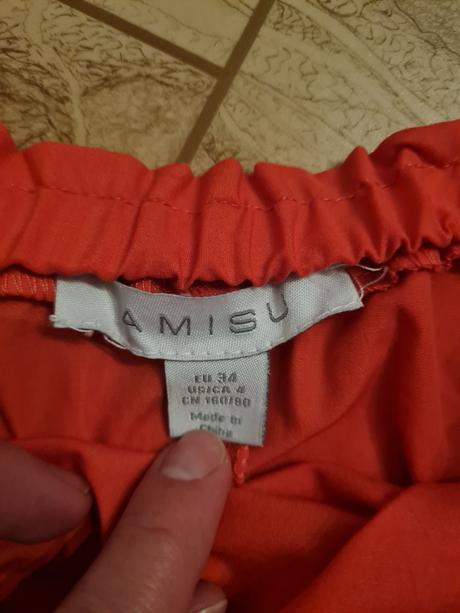 AMISU
EU 34
US/CA 4
CN 160/80
Made in
China